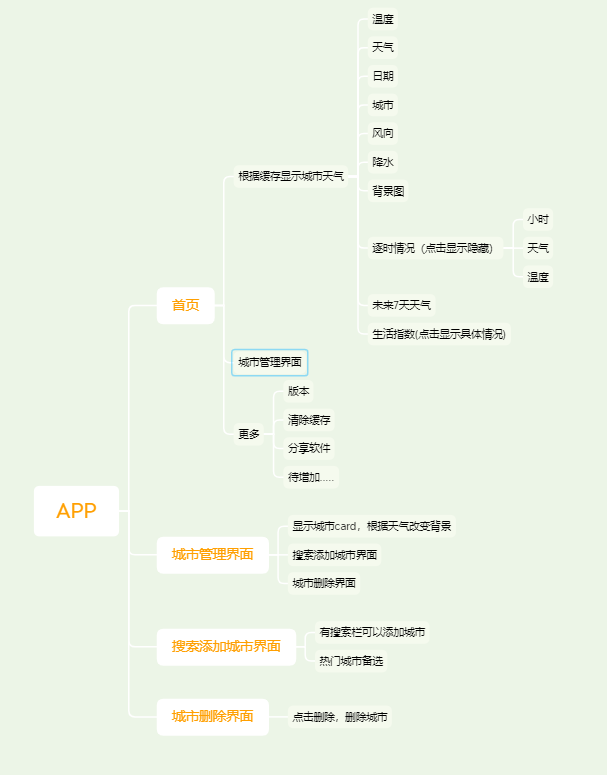 APP
首页
根据缓存显示城市天气
温度
天气
日期
城市
风向
降水
背景图
逐时情况（点击显示隐藏)
小时
天气
温度
未来7天天气
生活指数(点击显示具体情况)
城市管理界面
更多
版本
清除缓存
分享软件
待增加.....
城市管理界面
显示城市card，根据天气改变背景
搜索添加城市界面
城市删除界面
搜索添加城市界面
有搜索栏可以添加城市
热门城市备选
城市删除界面
点击删除，删除城市